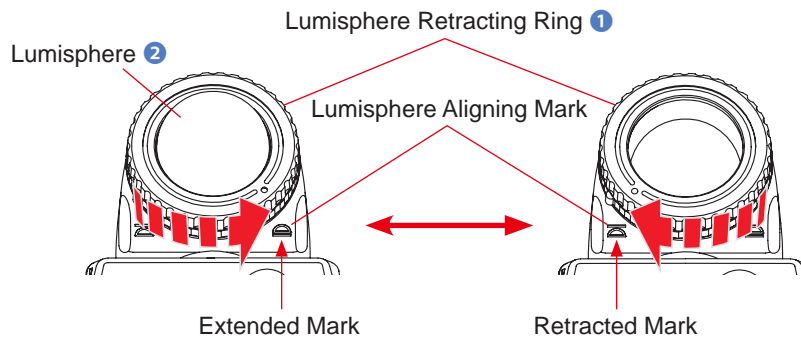 Lumisphere Retracting Ring 1
Lumisphere 2
Lumisphere Aligning Mark
Extended Mark
Retracted Mark